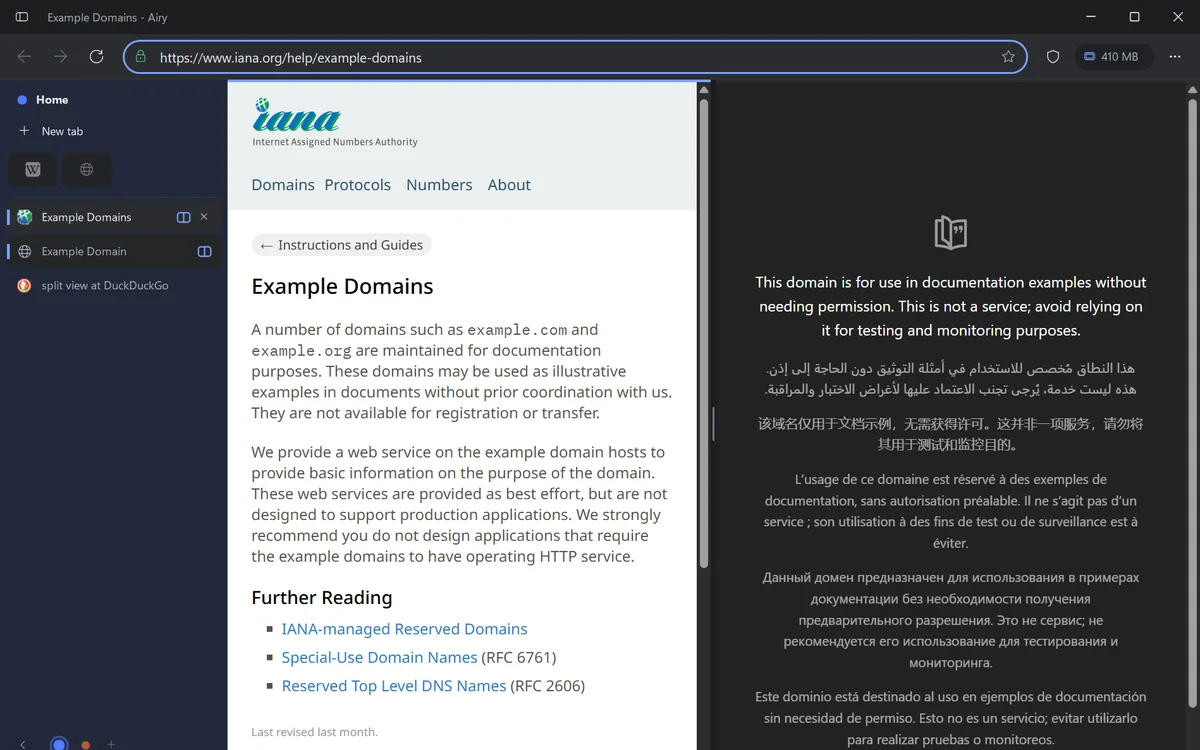 Example Domains - Airy
https://www.iana.org/help/example-domains
410 MB
Home
New tab
W
Example Domains
Example Domain
split view at DuckDuckGo
iana
Internet Assigned Numbers Authority
Domains Protocols Numbers About
← Instructions and Guides
Example Domains
A number of domains such as example.com and
example.org are maintained for documentation
purposes. These domains may be used as illustrative
examples in documents without prior coordination with us.
They are not available for registration or transfer.
We provide a web service on the example domain hosts to
provide basic information on the purpose of the domain.
These web services are provided as best effort, but are not
designed to support production applications. We strongly
recommend you do not design applications that require
the example domains to have operating HTTP service.
Further Reading
IANA-managed Reserved Domains
Special-Use Domain Names (RFC 6761)
Reserved Top Level DNS Names (RFC 2606)
Last revised last month.
This domain is for use in documentation examples without
needing permission. This is not a service; avoid relying on
it for testing and monitoring purposes.
هذا النطاق مُخصص للاستخدام في أمثلة التوثيق دون الحاجة إلى إذن.
هذه ليست خدمة، يُرجى تجنب الاعتماد عليها لأغراض الاختبار والمراقبة.
该域名仅用于文档示例，无需获得许可。这并非一项服务，请勿将
其用于测试和监控目的。
L’usage de ce domaine est réservé à des exemples de
documentation, sans autorisation préalable. Il ne s’agit pas d’un
service ; son utilisation à des fins de test ou de surveillance est à
éviter.
Данный домен предназначен для использования в примерах
документации без необходимости получения
предварительного разрешения. Это не сервис; не
рекомендуется его использование для тестирования и
мониторинга.
Este dominio está destinado al uso en ejemplos de documentación
sin necesidad de permiso. Esto no es un servicio; evitar utilizarlo
para realizar pruebas o monitoreos.